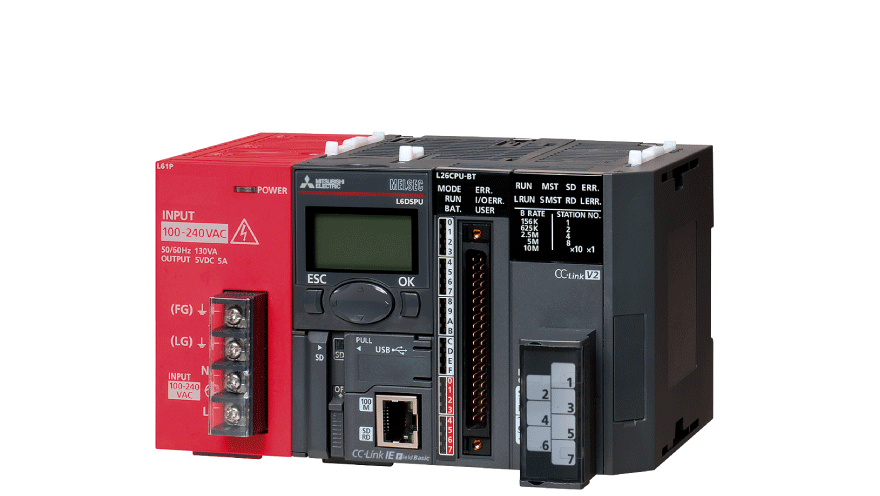 L61P
POWER
INPUT
100-240VAC
50/60Hz 130VA
OUTPUT 5VDC 5A
(FG)
(LG)
N
INPUT
100-240
VAC
L
MITSUBISHI
ELECTRIC
MELSEC
L6DSPU
ESC
OK
PULL
USB
SD
SD
100
M
SD
RD
CC-Link IE Field Basic
L26CPU-BT
MODE
RUN
BAT.
ERR.
I/OERR.
USER
0
1
2
3
4
5
6
7
8
9
A
B
C
D
E
F
0
1
2
3
4
5
6
7
RUN MST SD ERR.
LRUN SMST RD LERR.
B RATE
156K
625K
2.5M
5M
10M
STATION NO.
1
2
4
8
×10 ×1
CC-Link V2
1
2
3
4
5
6
7